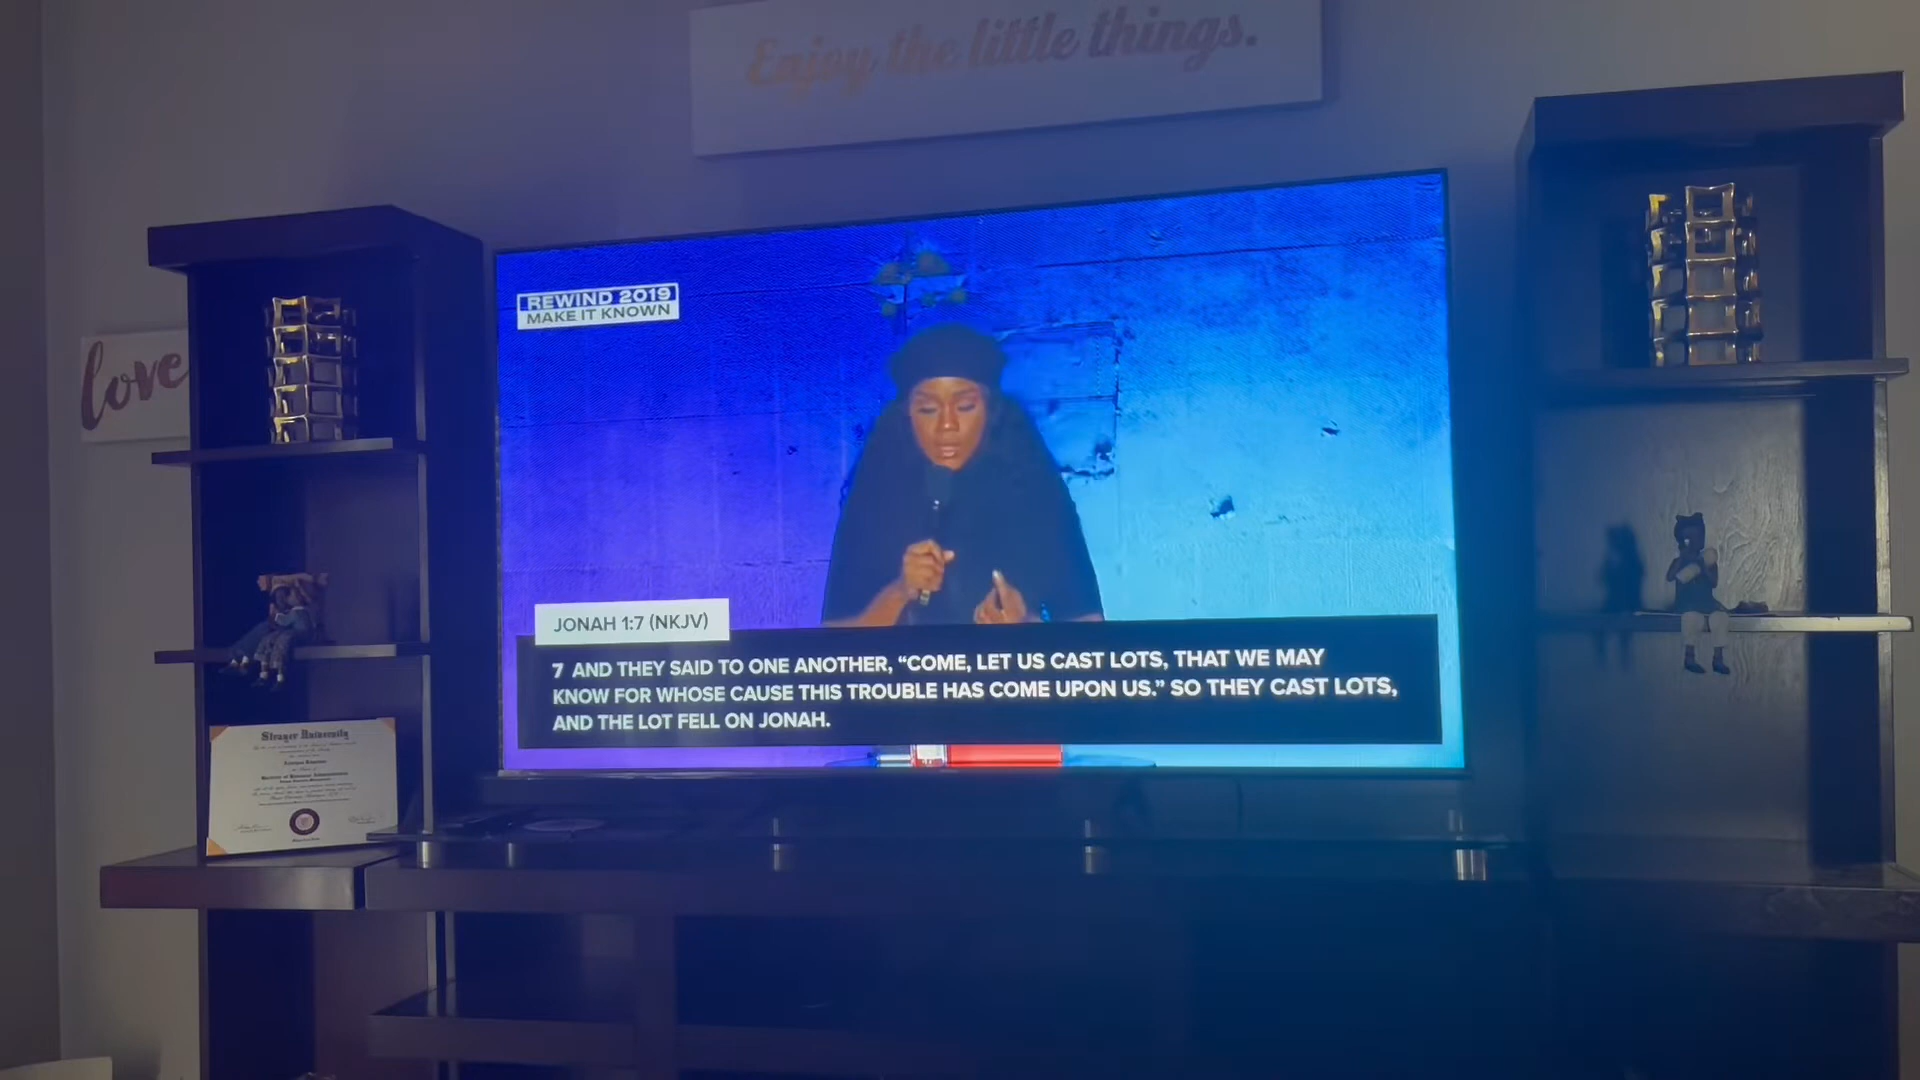 Enjoy the little things.
love
REWIND 2019
MAKE IT KNOWN
JONAH 1:7 (NKJV)
7 AND THEY SAID TO ONE ANOTHER, “COME, LET US CAST LOTS, THAT WE MAY
KNOW FOR WHOSE CAUSE THIS TROUBLE HAS COME UPON US.” SO THEY CAST LOTS,
AND THE LOT FELL ON JONAH.
Strayer University